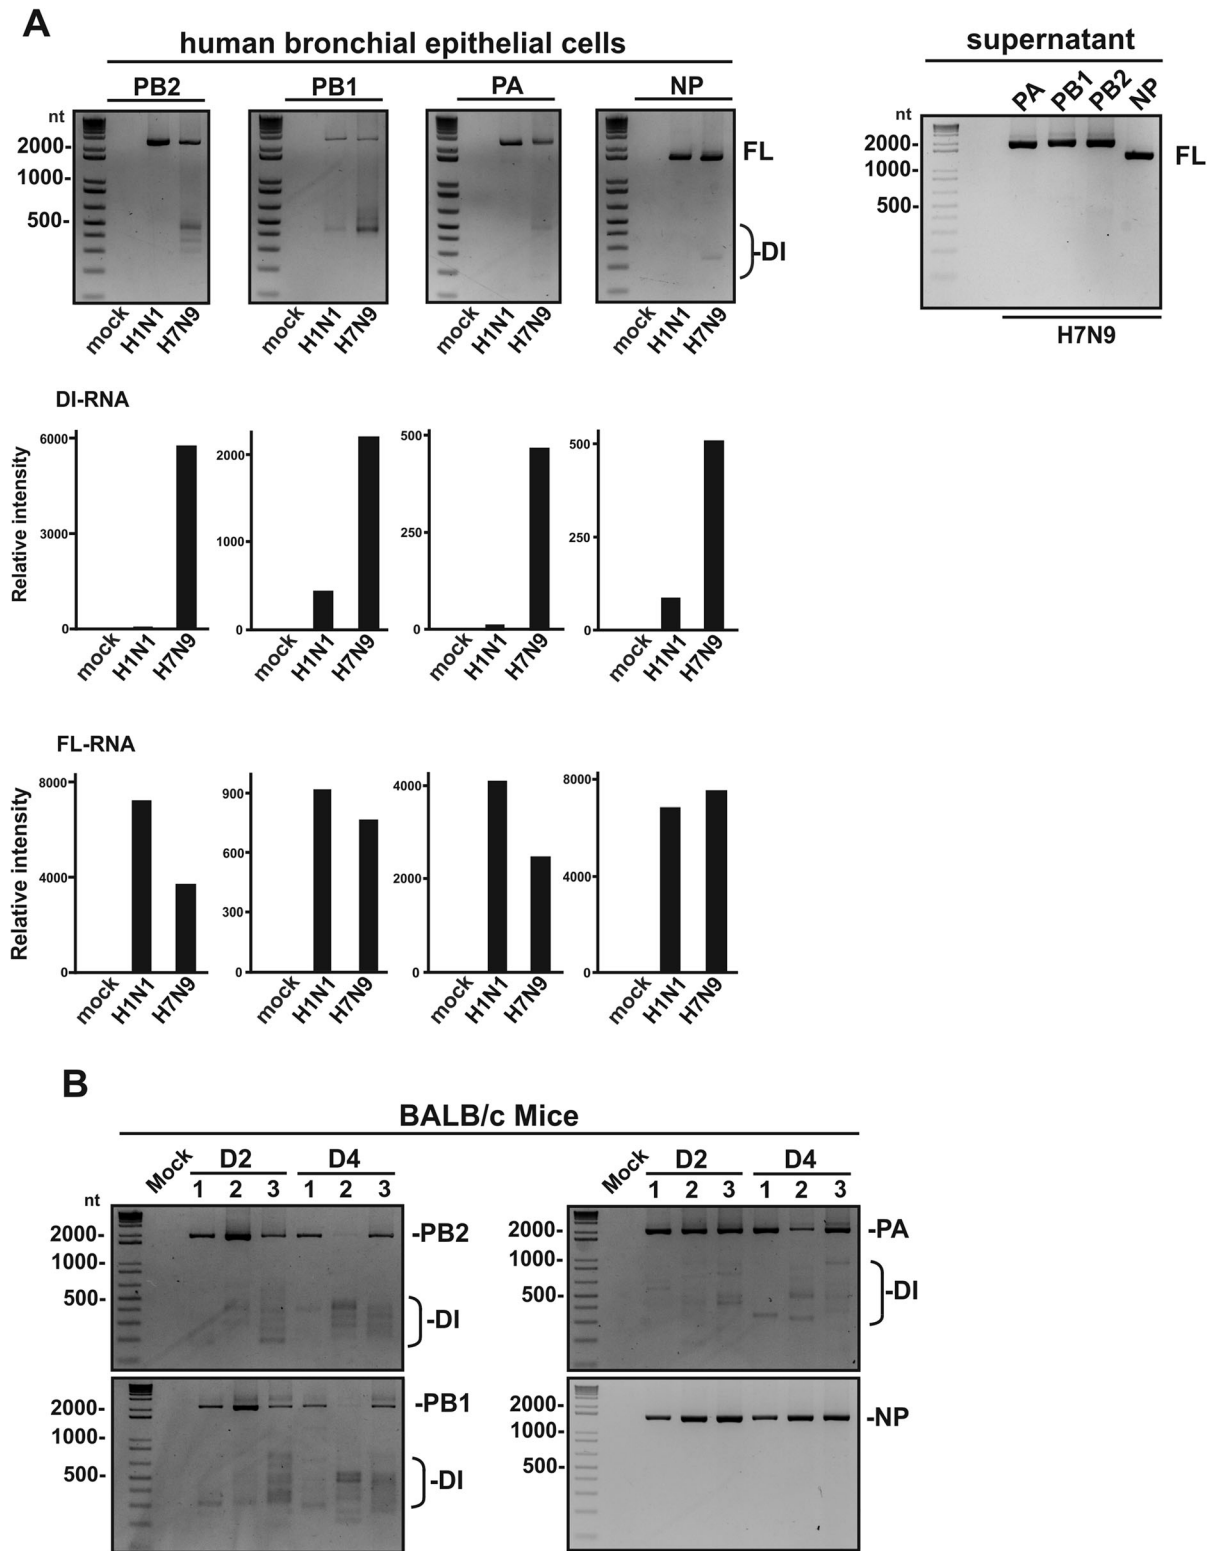 A
human bronchial epithelial cells
supernatant
PB2 PB1 PA NP
PA PB1 PB2 NP
nt
2000-
1000-
500-
FL
-DI
nt
2000-
1000-
500-
FL
mock H1N1 H7N9 mock H1N1 H7N9 mock H1N1 H7N9 mock H1N1 H7N9
H7N9
DI-RNA
Relative intensity
6000
3000
0
2000
1000
0
500
250
0
500
250
0
mock H1N1 H7N9 mock H1N1 H7N9 mock H1N1 H7N9 mock H1N1 H7N9
FL-RNA
Relative intensity
8000
4000
0
900
600
300
0
4000
2000
0
8000
4000
0
mock H1N1 H7N9 mock H1N1 H7N9 mock H1N1 H7N9 mock H1N1 H7N9
B
BALB/c Mice
Mock D2 D4
1 2 3 1 2 3
nt
2000-
1000-
500-
-PB2
-DI
2000-
1000-
500-
-PB1
-DI
Mock D2 D4
1 2 3 1 2 3
2000-
1000-
500-
-PA
-DI
2000-
1000-
500-
-NP